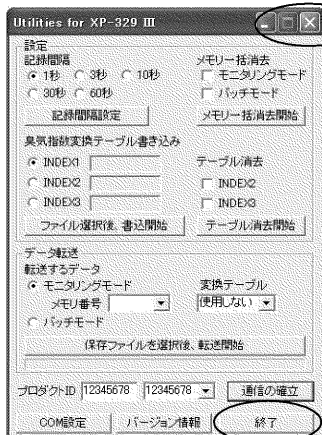 Utilities for XP-329 III
設定
記録間隔
1秒 3秒 10秒
30秒 60秒
記録間隔設定
メモリー括消去
モニタリングモード
バッチモード
メモリー括消去開始
臭気指数変換テーブル書き込み
INDEX1
INDEX2
INDEX3
ファイル選択後、書込開始
テーブル消去
INDEX2
INDEX3
テーブル消去開始
データ転送
転送するデータ
モニタリングモード
メモリ番号
バッチモード
変換テーブル
使用しない
保存ファイルを選択後、転送開始
プロダクトID 12345678 12345678 通信の確立
COM設定 バージョン情報 終了